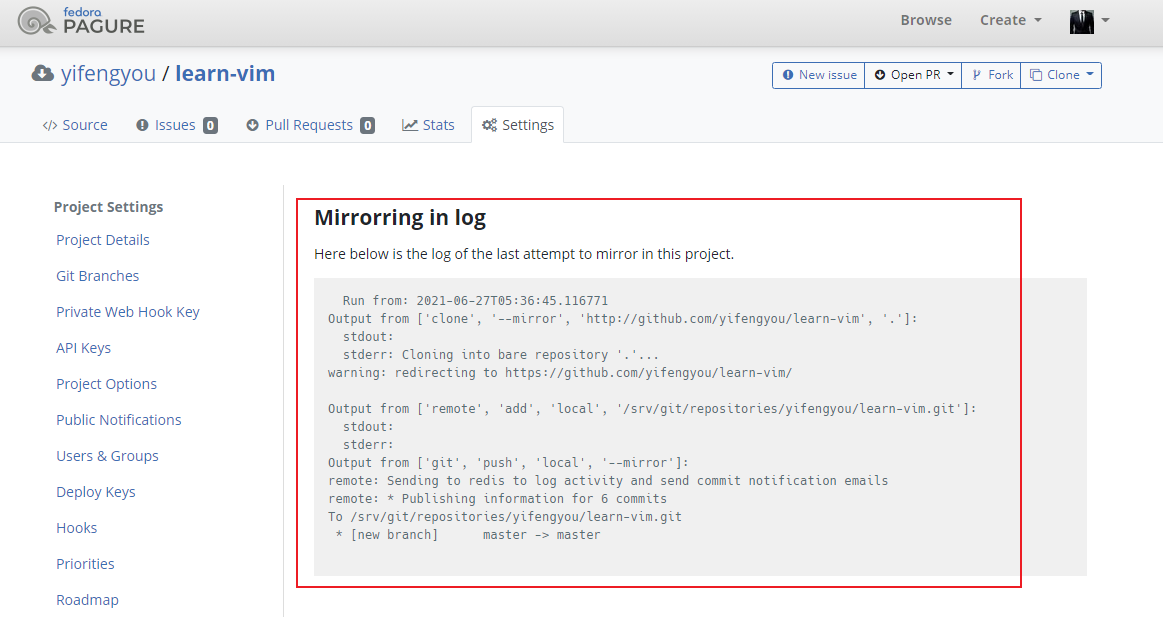 fedora
PAGURE
Browse
Create
yifengyou / learn-vim
New issue
Open PR
Fork
Clone
</> Source
Issues 0
Pull Requests 0
Stats
Settings
Project Settings
Project Details
Git Branches
Private Web Hook Key
API Keys
Project Options
Public Notifications
Users & Groups
Deploy Keys
Hooks
Priorities
Roadmap
Mirrorring in log
Here below is the log of the last attempt to mirror in this project.
Run from: 2021-06-27T05:36:45.116771
Output from ['clone', '--mirror', 'http://github.com/yifengyou/learn-vim', '.']:
stdout:
stderr: Cloning into bare repository '.'...
warning: redirecting to https://github.com/yifengyou/learn-vim/
Output from ['remote', 'add', 'local', '/srv/git/repositories/yifengyou/learn-vim.git']:
stdout:
stderr:
Output from ['git', 'push', 'local', '--mirror']:
remote: Sending to redis to log activity and send commit notification emails
remote: * Publishing information for 6 commits
To /srv/git/repositories/yifengyou/learn-vim.git
* [new branch]      master -> master